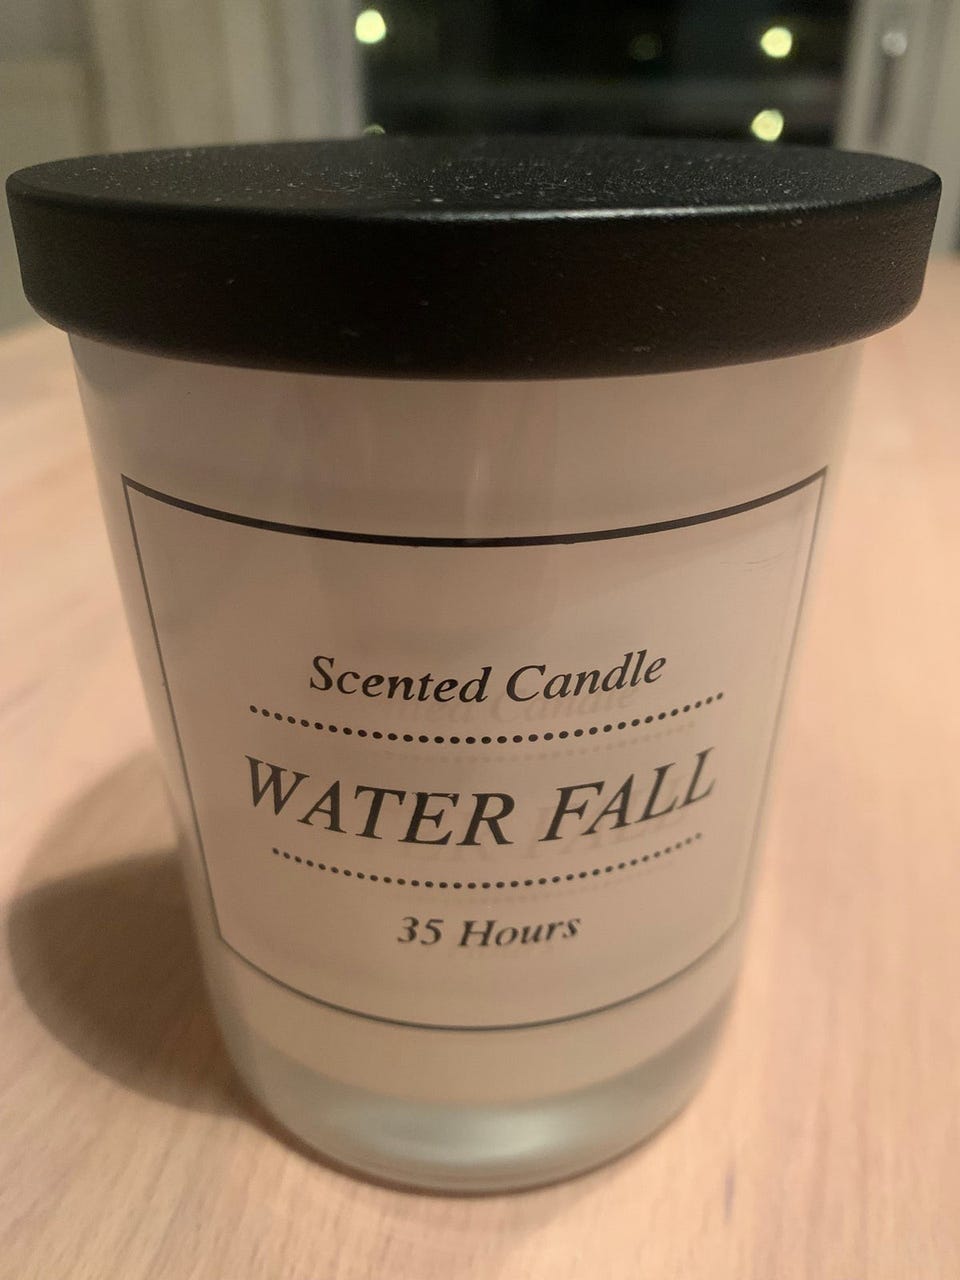 Scented Candle
WATER FALL
35 Hours